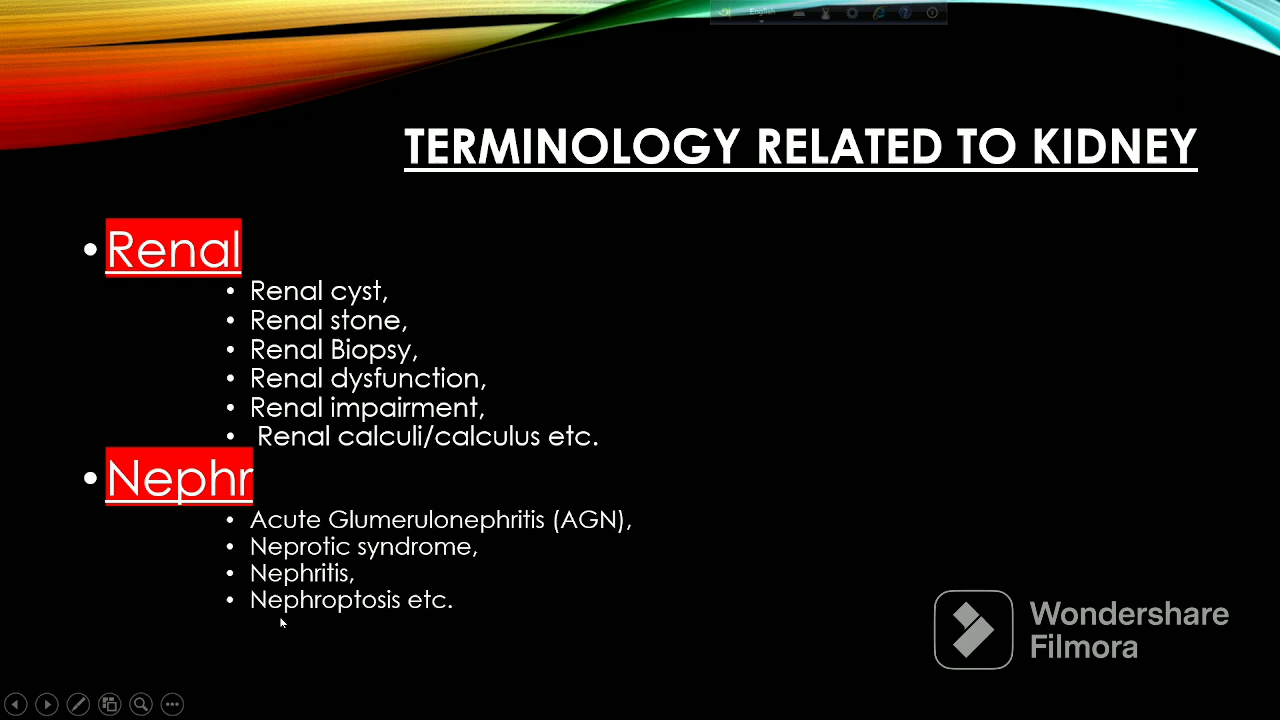 English
TERMINOLOGY RELATED TO KIDNEY
• Renal
• Renal cyst,
• Renal stone,
• Renal Biopsy,
• Renal dysfunction,
• Renal impairment,
• Renal calculi/calculus etc.
• Nephr
• Acute Glumerulonephritis (AGN),
• Neprotic syndrome,
• Nephritis,
• Nephroptosis etc.
Wondershare
Filmora